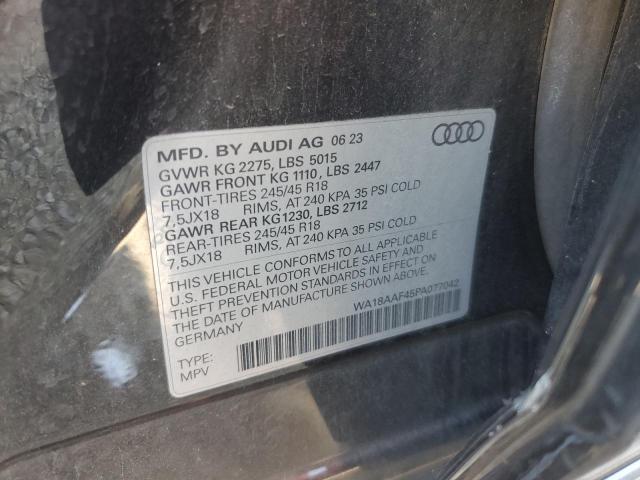 MFD. BY AUDI AG 06 23
GVWR KG 2275, LBS 5015
GAWR FRONT KG 1110, LBS 2447
FRONT-TIRES 245/45 R18
7,5JX18 RIMS, AT 240 KPA 35 PSI COLD
GAWR REAR KG1230, LBS 2712
REAR-TIRES 245/45 R18
7,5JX18 RIMS, AT 240 KPA 35 PSI COLD
THIS VEHICLE CONFORMS TO ALL APPLICABLE
U.S. FEDERAL MOTOR VEHICLE SAFETY AND
THEFT PREVENTION STANDARDS IN EFFECT ON
THE DATE OF MANUFACTURE SHOWN ABOVE.
GERMANY
WA18AAF45PA077042
TYPE:
MPV